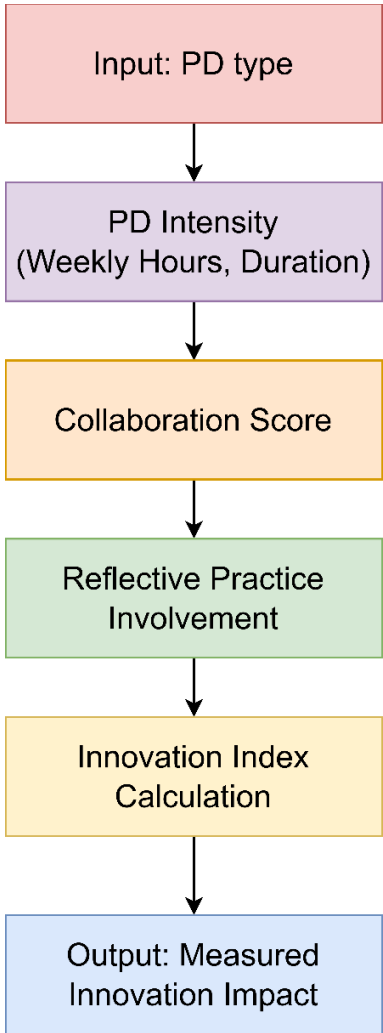 Input: PD type
PD Intensity
(Weekly Hours, Duration)
Collaboration Score
Reflective Practice
Involvement
Innovation Index
Calculation
Output: Measured
Innovation Impact